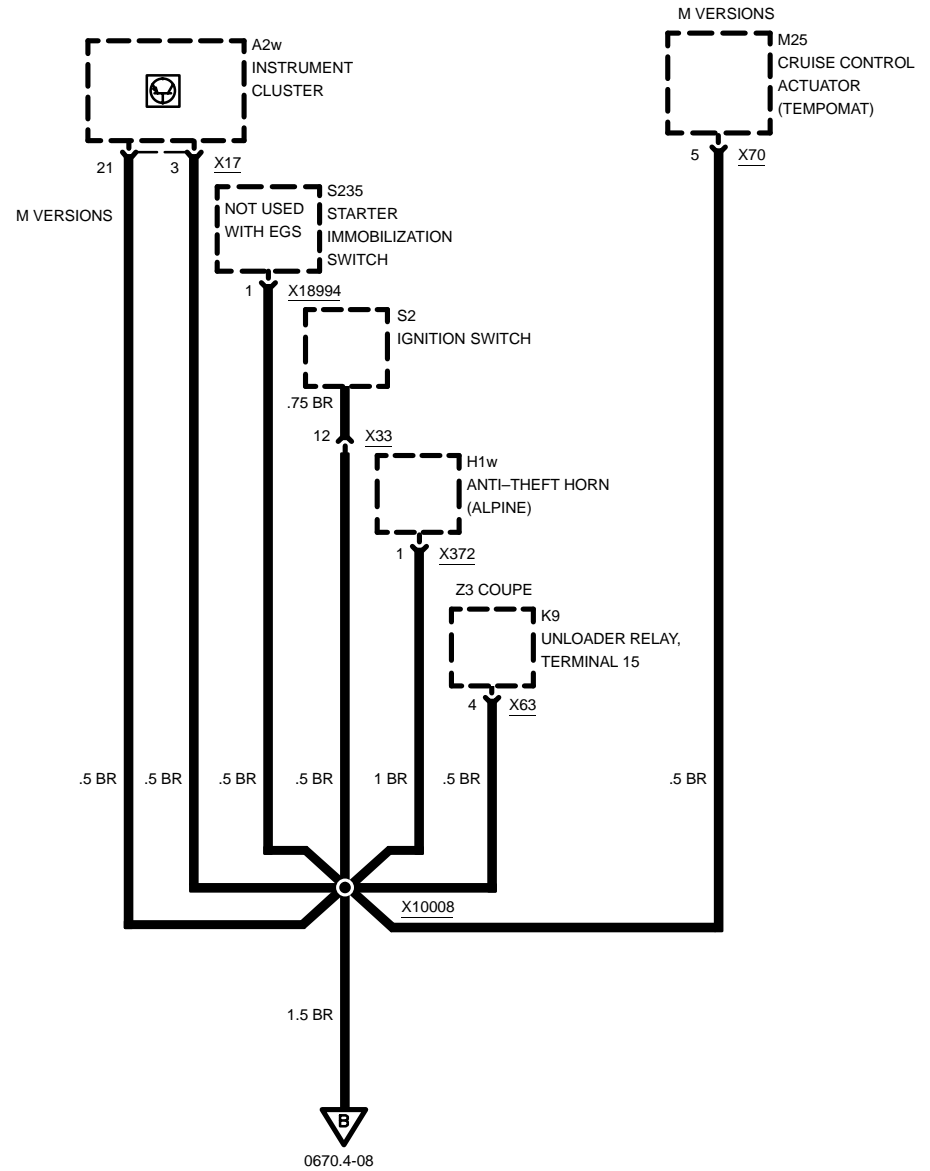 M VERSIONS
A2w
INSTRUMENT
CLUSTER
M25
CRUISE CONTROL
ACTUATOR
(TEMPOMAT)
21
3
X17
5
X70
M VERSIONS
NOT USED
WITH EGS
S235
STARTER
IMMOBILIZATION
SWITCH
1
X18994
S2
IGNITION SWITCH
.75 BR
12
X33
H1w
ANTI–THEFT HORN
(ALPINE)
1
X372
Z3 COUPE
K9
UNLOADER RELAY,
TERMINAL 15
4
X63
.5 BR
.5 BR
.5 BR
.5 BR
1 BR
.5 BR
.5 BR
X10008
1.5 BR
B
0670.4-08